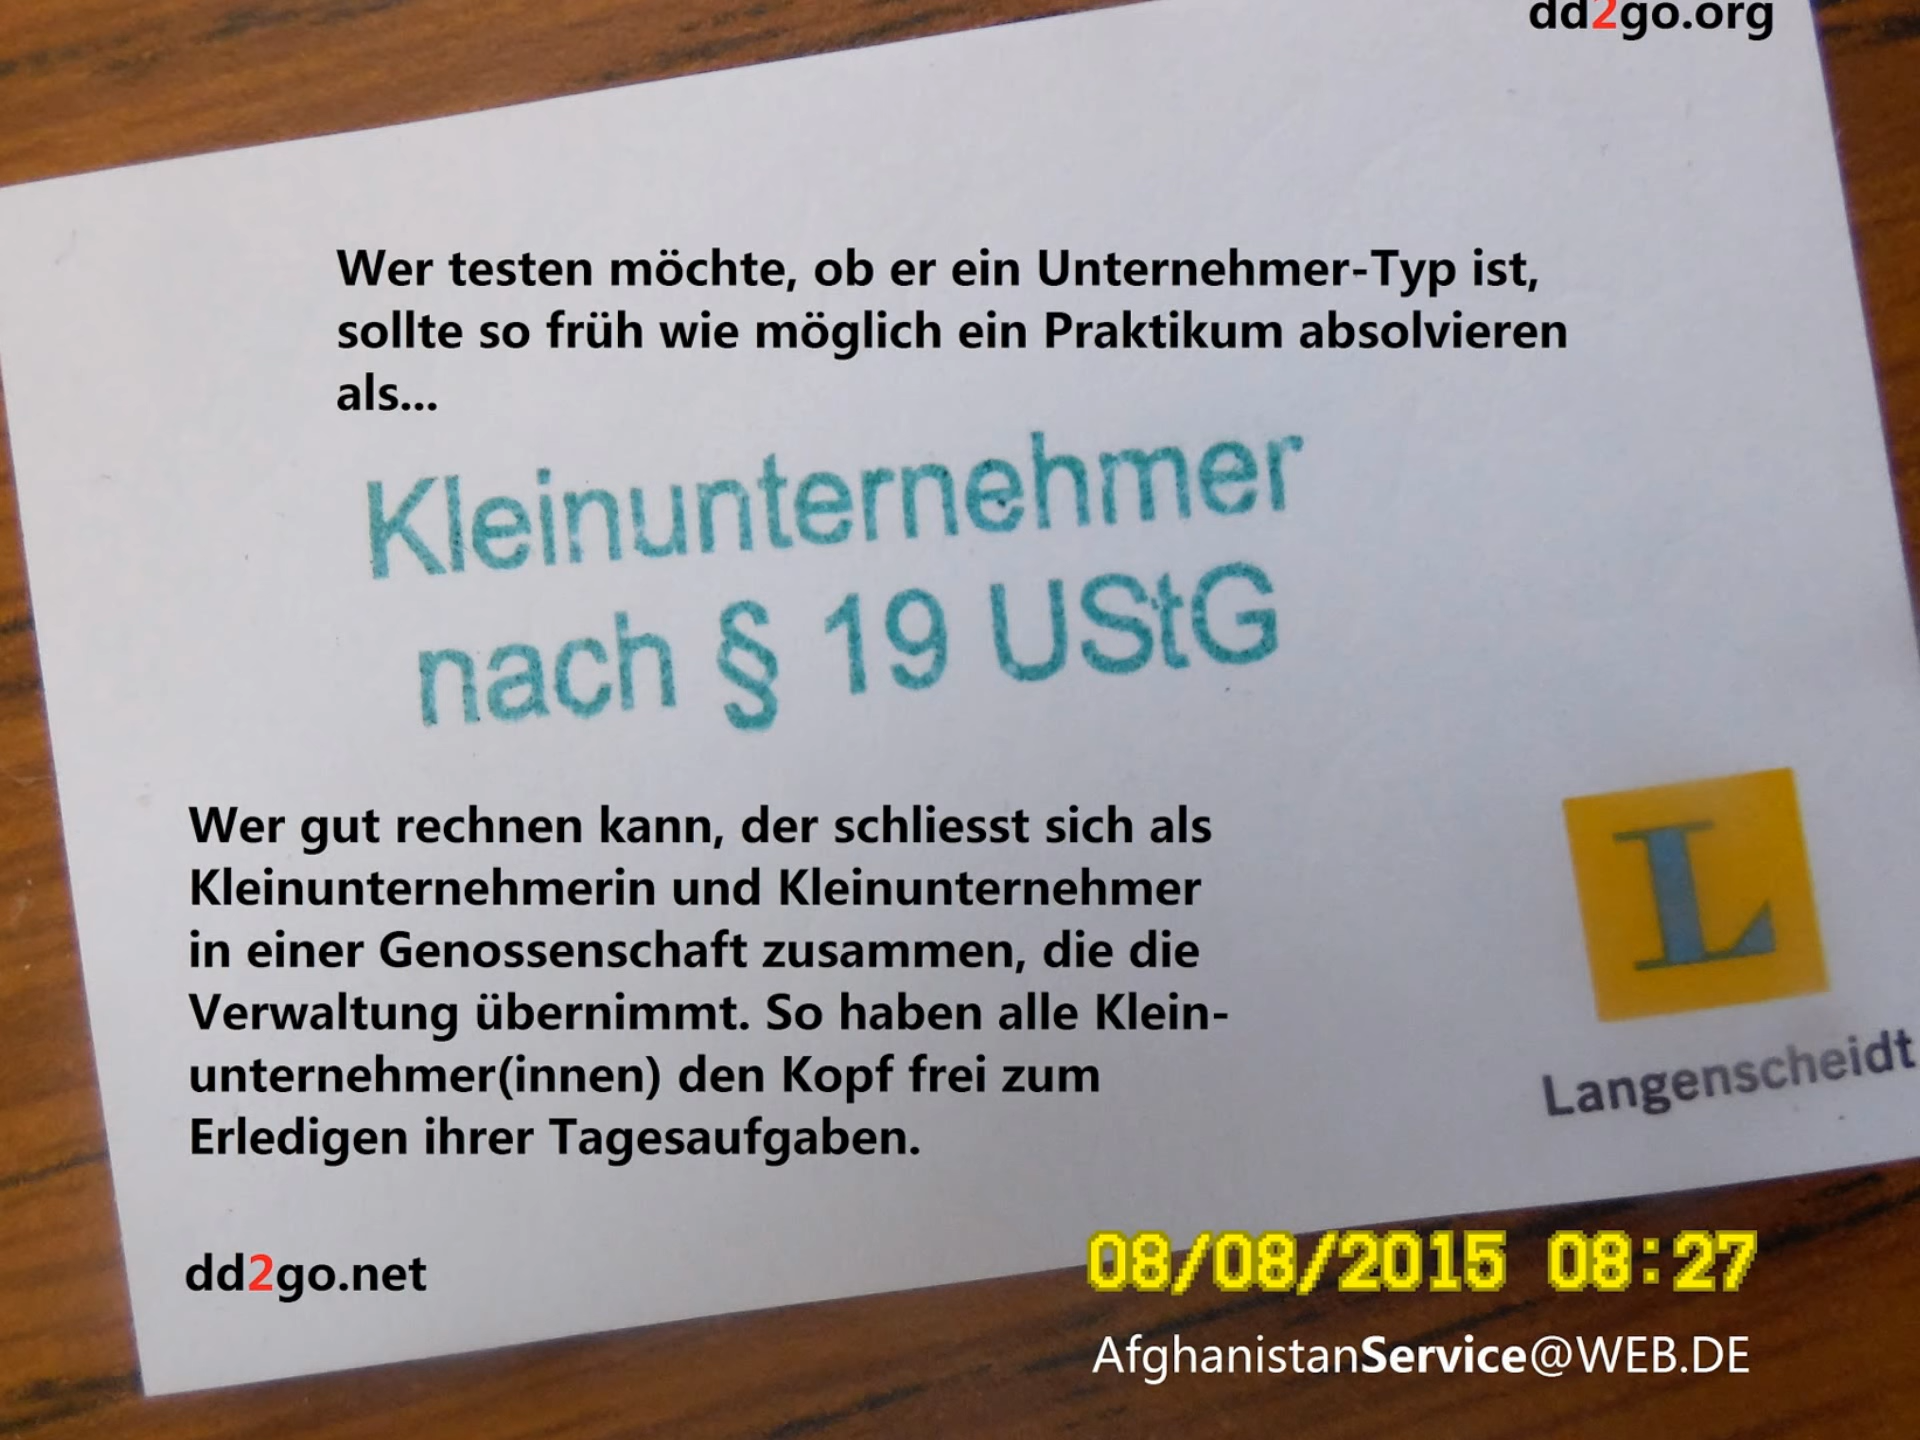 dd2go.org
Wer testen möchte, ob er ein Unternehmer-Typ ist,
sollte so früh wie möglich ein Praktikum absolvieren
als...
Kleinunternehmer
nach § 19 UStG
Wer gut rechnen kann, der schliesst sich als
Kleinunternehmerin und Kleinunternehmer
in einer Genossenschaft zusammen, die die
Verwaltung übernimmt. So haben alle Klein-
unternehmer(innen) den Kopf frei zum
Erledigen ihrer Tagesaufgaben.
L
Langenscheidt
dd2go.net
08/08/2015 08:27
AfghanistanService@WEB.DE